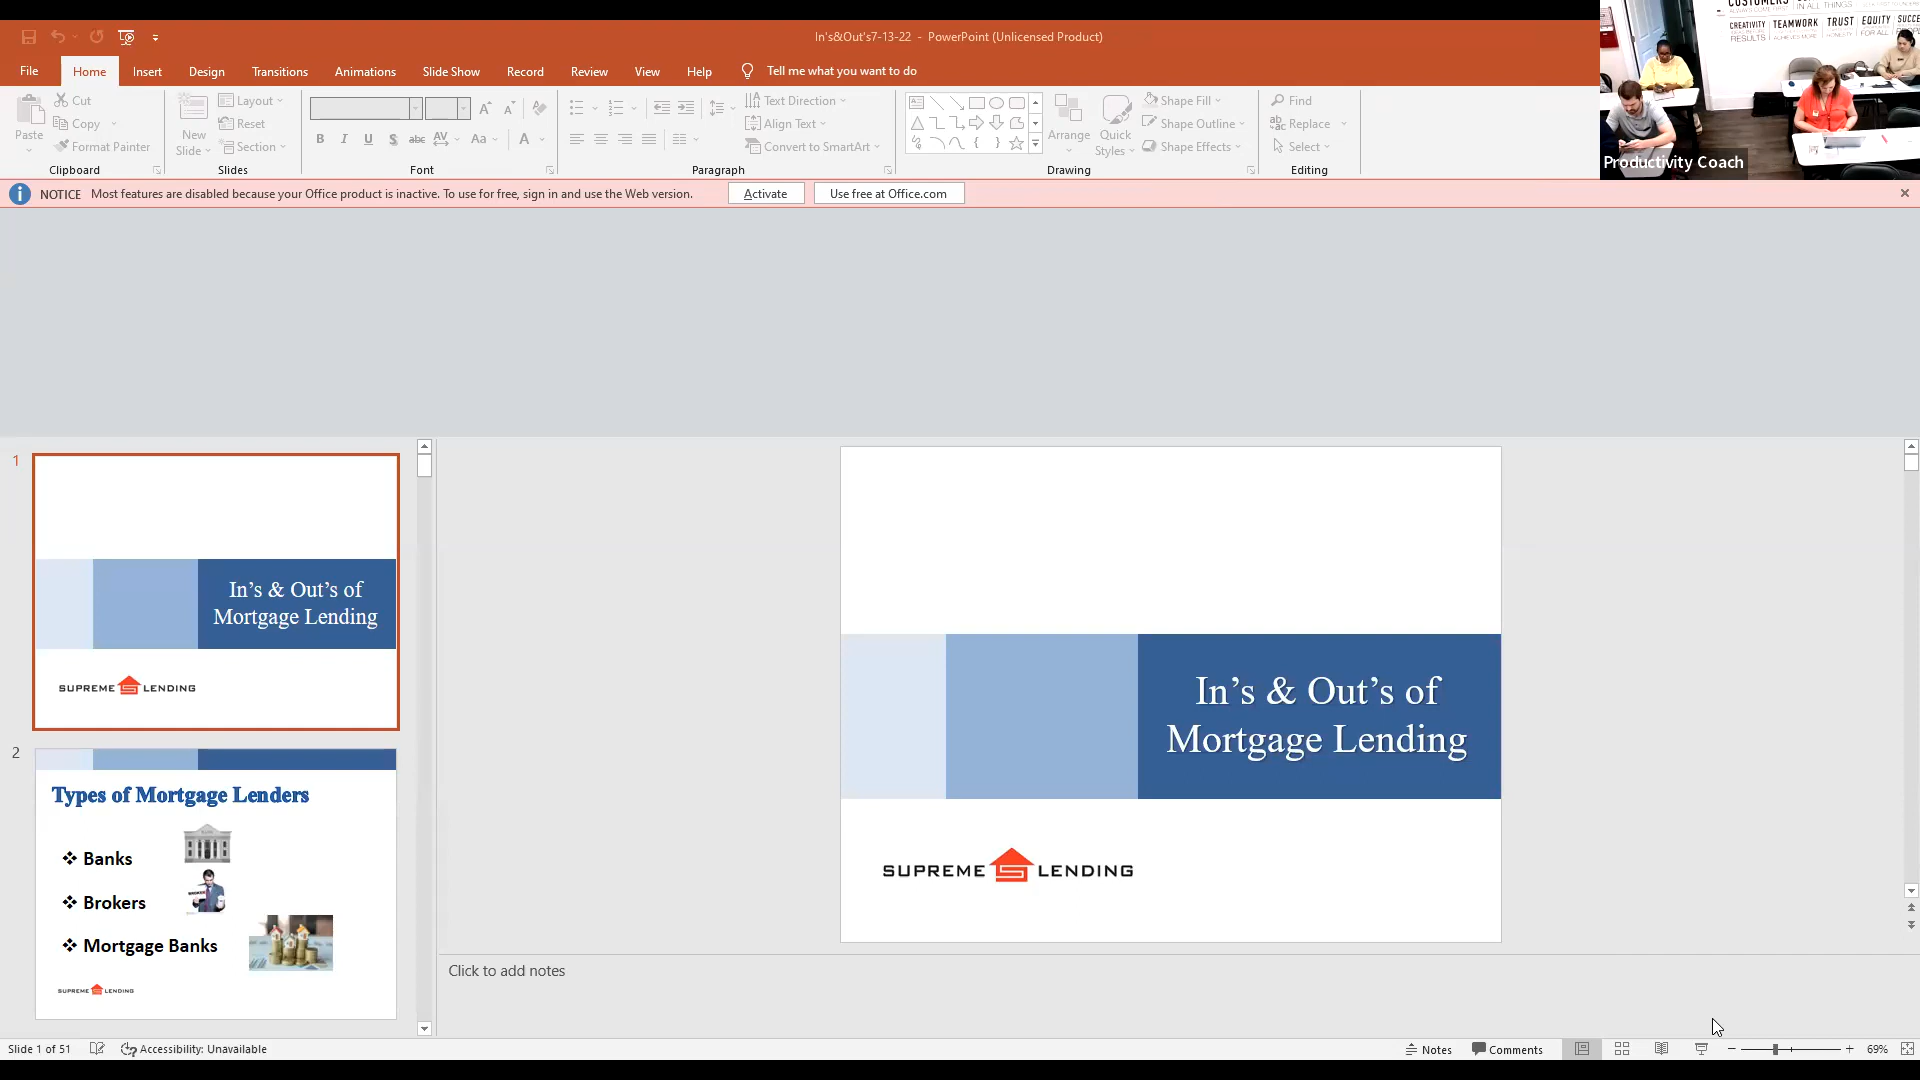 In's&Out's7-13-22 - PowerPoint (Unlicensed Product)
File Home Insert Design Transitions Animations Slide Show Record Review View Help Tell me what you want to do
CUSTOMERS
IN ALL THINGS
CREATIVITY TEAMWORK TRUST EQUITY
RESULTS
Productivity Coach
Paste
Cut
Copy
Format Painter
Clipboard
New
Slide
Layout
Reset
Section
Slides
B I U S abc AV Aa A
Font
Text Direction
Align Text
Convert to SmartArt
Paragraph
Arrange
Quick
Styles
Shape Fill
Shape Outline
Shape Effects
Drawing
Find
Replace
Select
Editing
NOTICE Most features are disabled because your Office product is inactive. To use for free, sign in and use the Web version. Activate Use free at Office.com
1
In’s & Out’s of
Mortgage Lending
SUPREME LENDING
2
Types of Mortgage Lenders
❖ Banks
❖ Brokers
❖ Mortgage Banks
SUPREME LENDING
In’s & Out’s of
Mortgage Lending
SUPREME LENDING
Click to add notes
Slide 1 of 51 Accessibility: Unavailable Notes Comments 69%